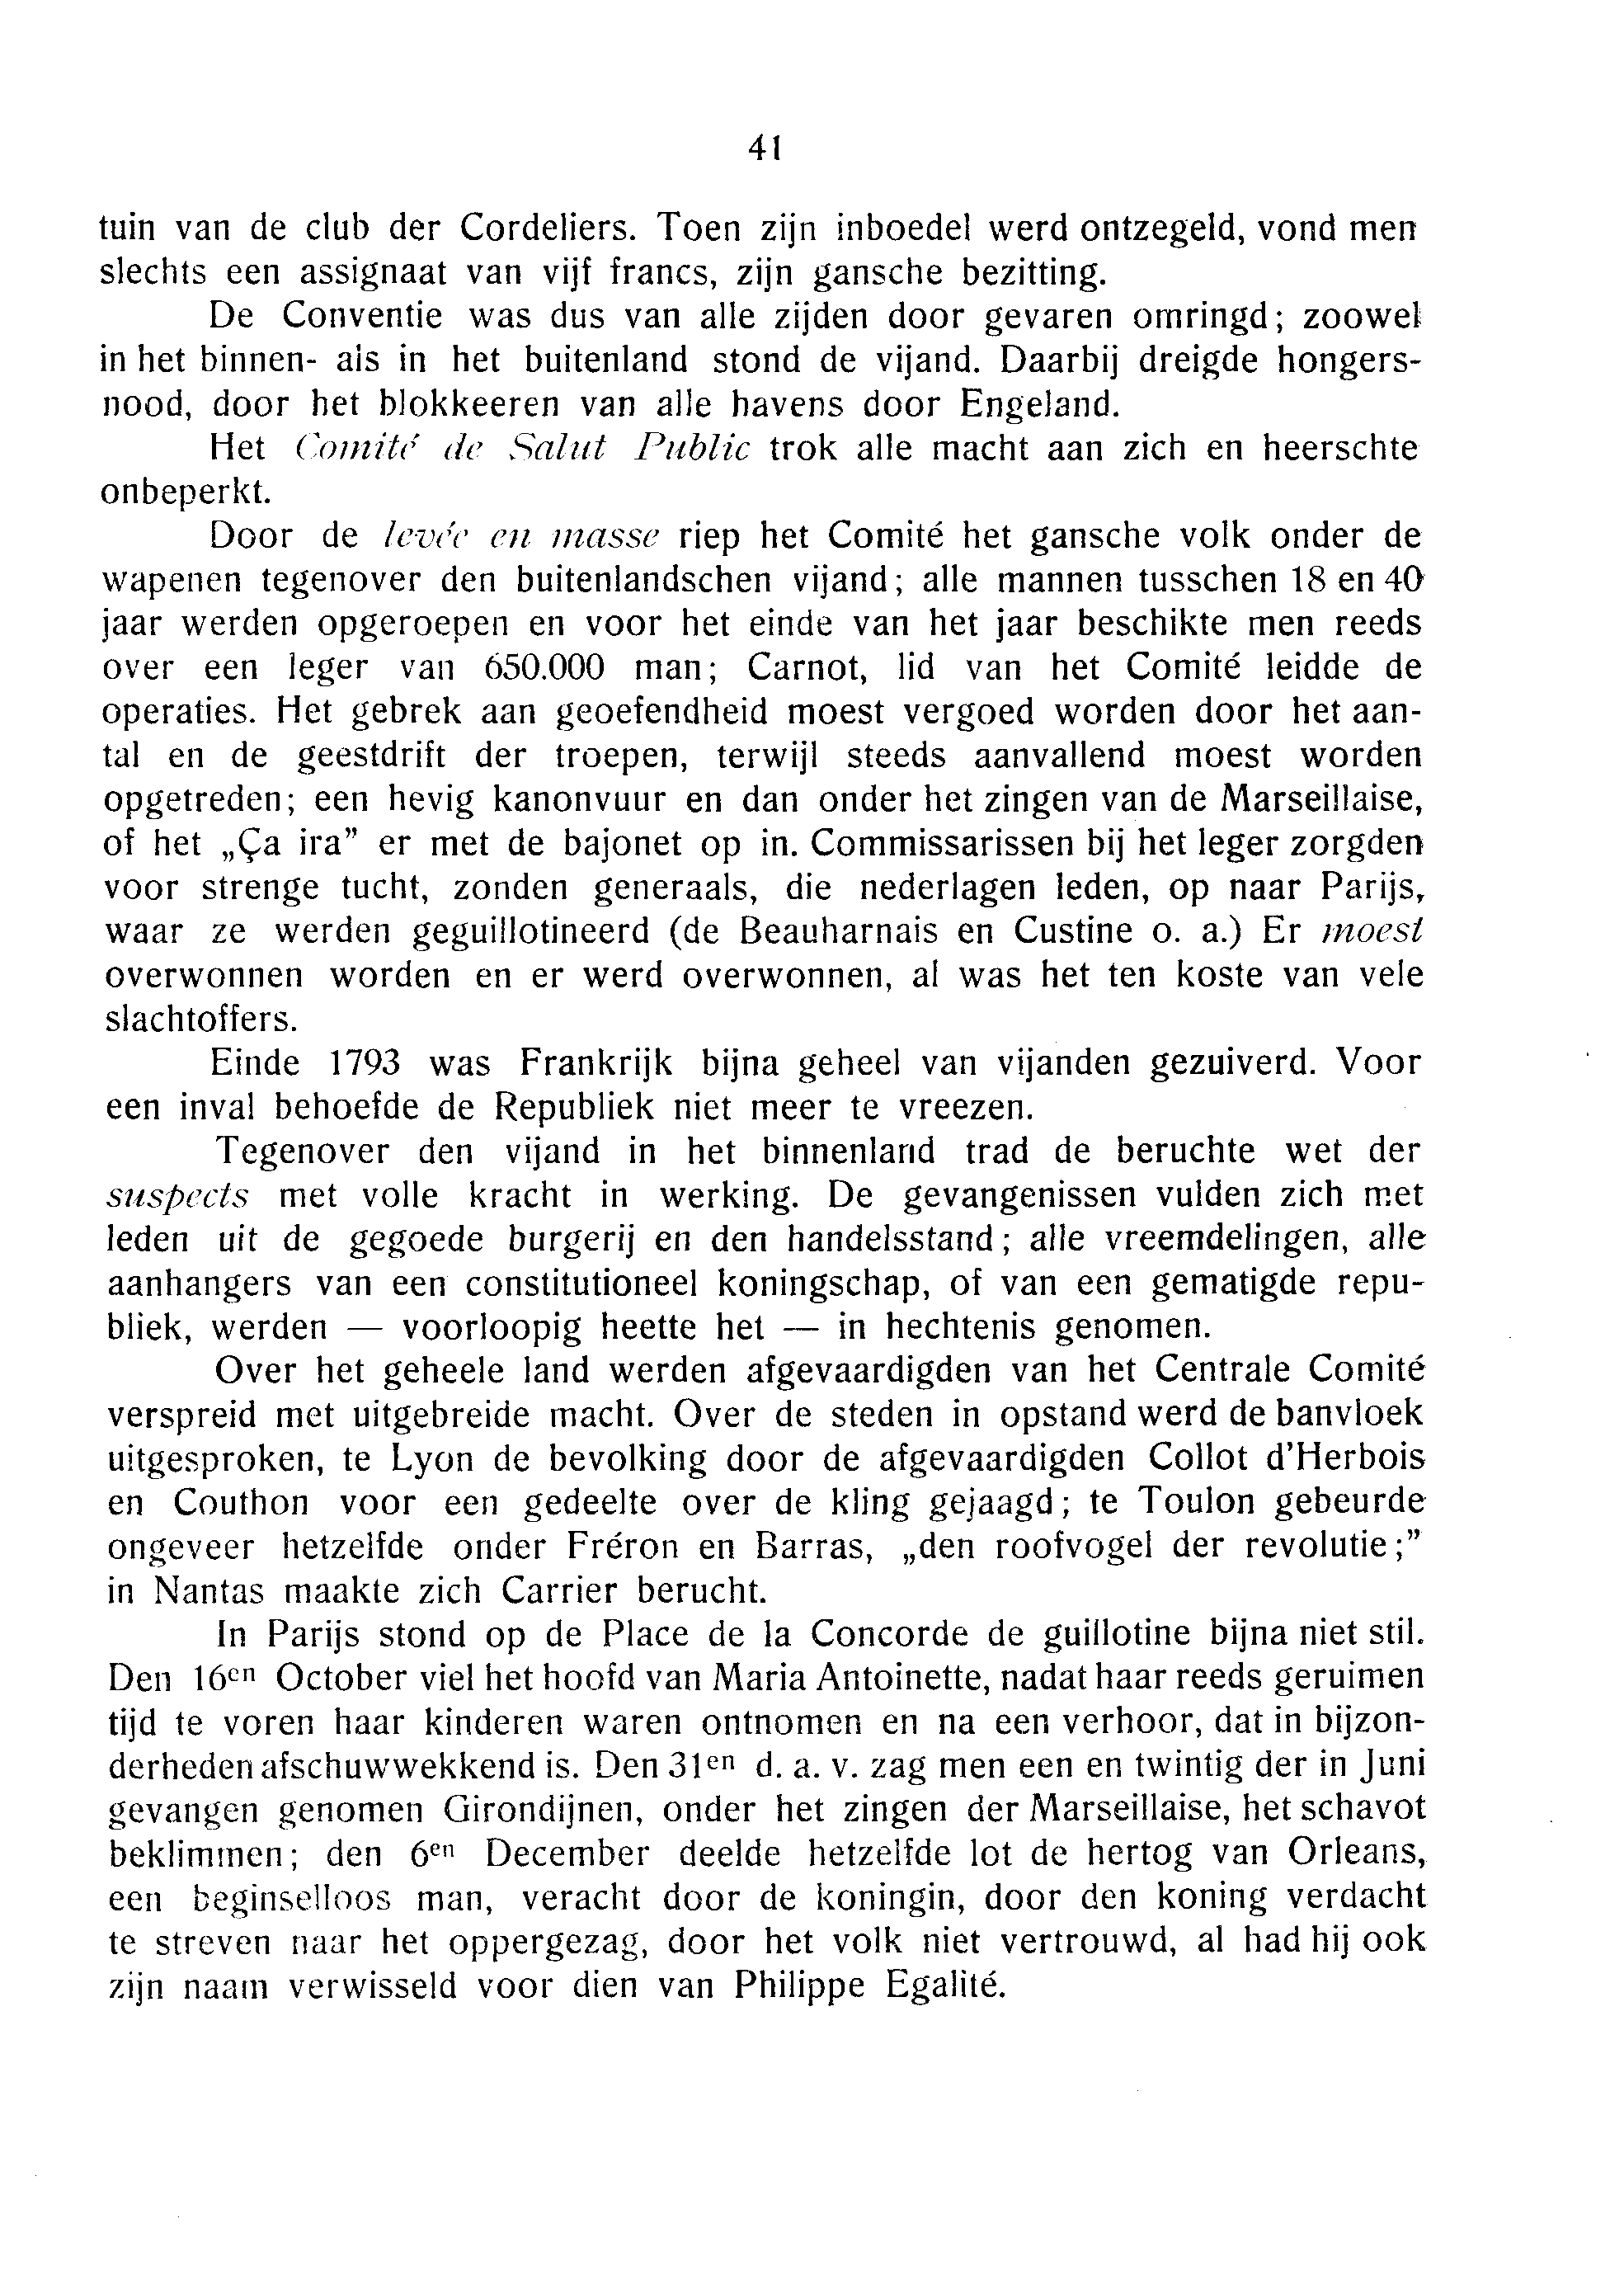 41
tuin van de club der Cordeliers. Toen zijn inboedel werd ontzegeld, vond men
slechts een assignaat van vijf francs, zijn gansche bezitting.
De Conventie was dus van alle zijden door gevaren omringd; zoowel
in het binnen- als in het buitenland stond de vijand. Daarbij dreigde hongers-
nood, door het blokkeeren van alle havens door Engeland.
Het Comité de Salut Public trok alle macht aan zich en heerschte
onbeperkt.
Door de levée en masse riep het Comité het gansche volk onder de
wapenen tegenover den buitenlandschen vijand; alle mannen tusschen 18 en 40
jaar werden opgeroepen en voor het einde van het jaar beschikte men reeds
over een leger van 650.000 man; Carnot, lid van het Comité leidde de
operaties. Het gebrek aan geoefendheid moest vergoed worden door het aan-
tal en de geestdrift der troepen, terwijl steeds aanvallend moest worden
opgetreden; een hevig kanonvuur en dan onder het zingen van de Marseillaise,
of het „Ça ira” er met de bajonet op in. Commissarissen bij het leger zorgden
voor strenge tucht, zonden generaals, die nederlagen leden, op naar Parijs,
waar ze werden geguillotineerd (de Beauharnais en Custine o. a.) Er moest
overwonnen worden en er werd overwonnen, al was het ten koste van vele
slachtoffers.
Einde 1793 was Frankrijk bijna geheel van vijanden gezuiverd. Voor
een inval behoefde de Republiek niet meer te vreezen.
Tegenover den vijand in het binnenland trad de beruchte wet der
suspects met volle kracht in werking. De gevangenissen vulden zich met
leden uit de gegoede burgerij en den handelsstand; alle vreemdelingen, alle
aanhangers van een constitutioneel koningschap, of van een gematigde repu-
bliek, werden — voorloopig heette het — in hechtenis genomen.
Over het geheele land werden afgevaardigden van het Centrale Comité
verspreid met uitgebreide macht. Over de steden in opstand werd de banvloek
uitgesproken, te Lyon de bevolking door de afgevaardigden Collot d'Herbois
en Couthon voor een gedeelte over de kling gejaagd; te Toulon gebeurde
ongeveer hetzelfde onder Fréron en Barras, „den roofvogel der revolutie;”
in Nantas maakte zich Carrier berucht.
In Parijs stond op de Place de la Concorde de guillotine bijna niet stil.
Den 16en October viel het hoofd van Maria Antoinette, nadat haar reeds geruimen
tijd te voren haar kinderen waren ontnomen en na een verhoor, dat in bijzon-
derheden afschuwwekkend is. Den 31en d. a. v. zag men een en twintig der in Juni
gevangen genomen Girondijnen, onder het zingen der Marseillaise, het schavot
beklimmen; den 6en December deelde hetzelfde lot de hertog van Orleans,
een beginselloos man, veracht door de koningin, door den koning verdacht
te streven naar het oppergezag, door het volk niet vertrouwd, al had hij ook
zijn naam verwisseld voor dien van Philippe Egalité.